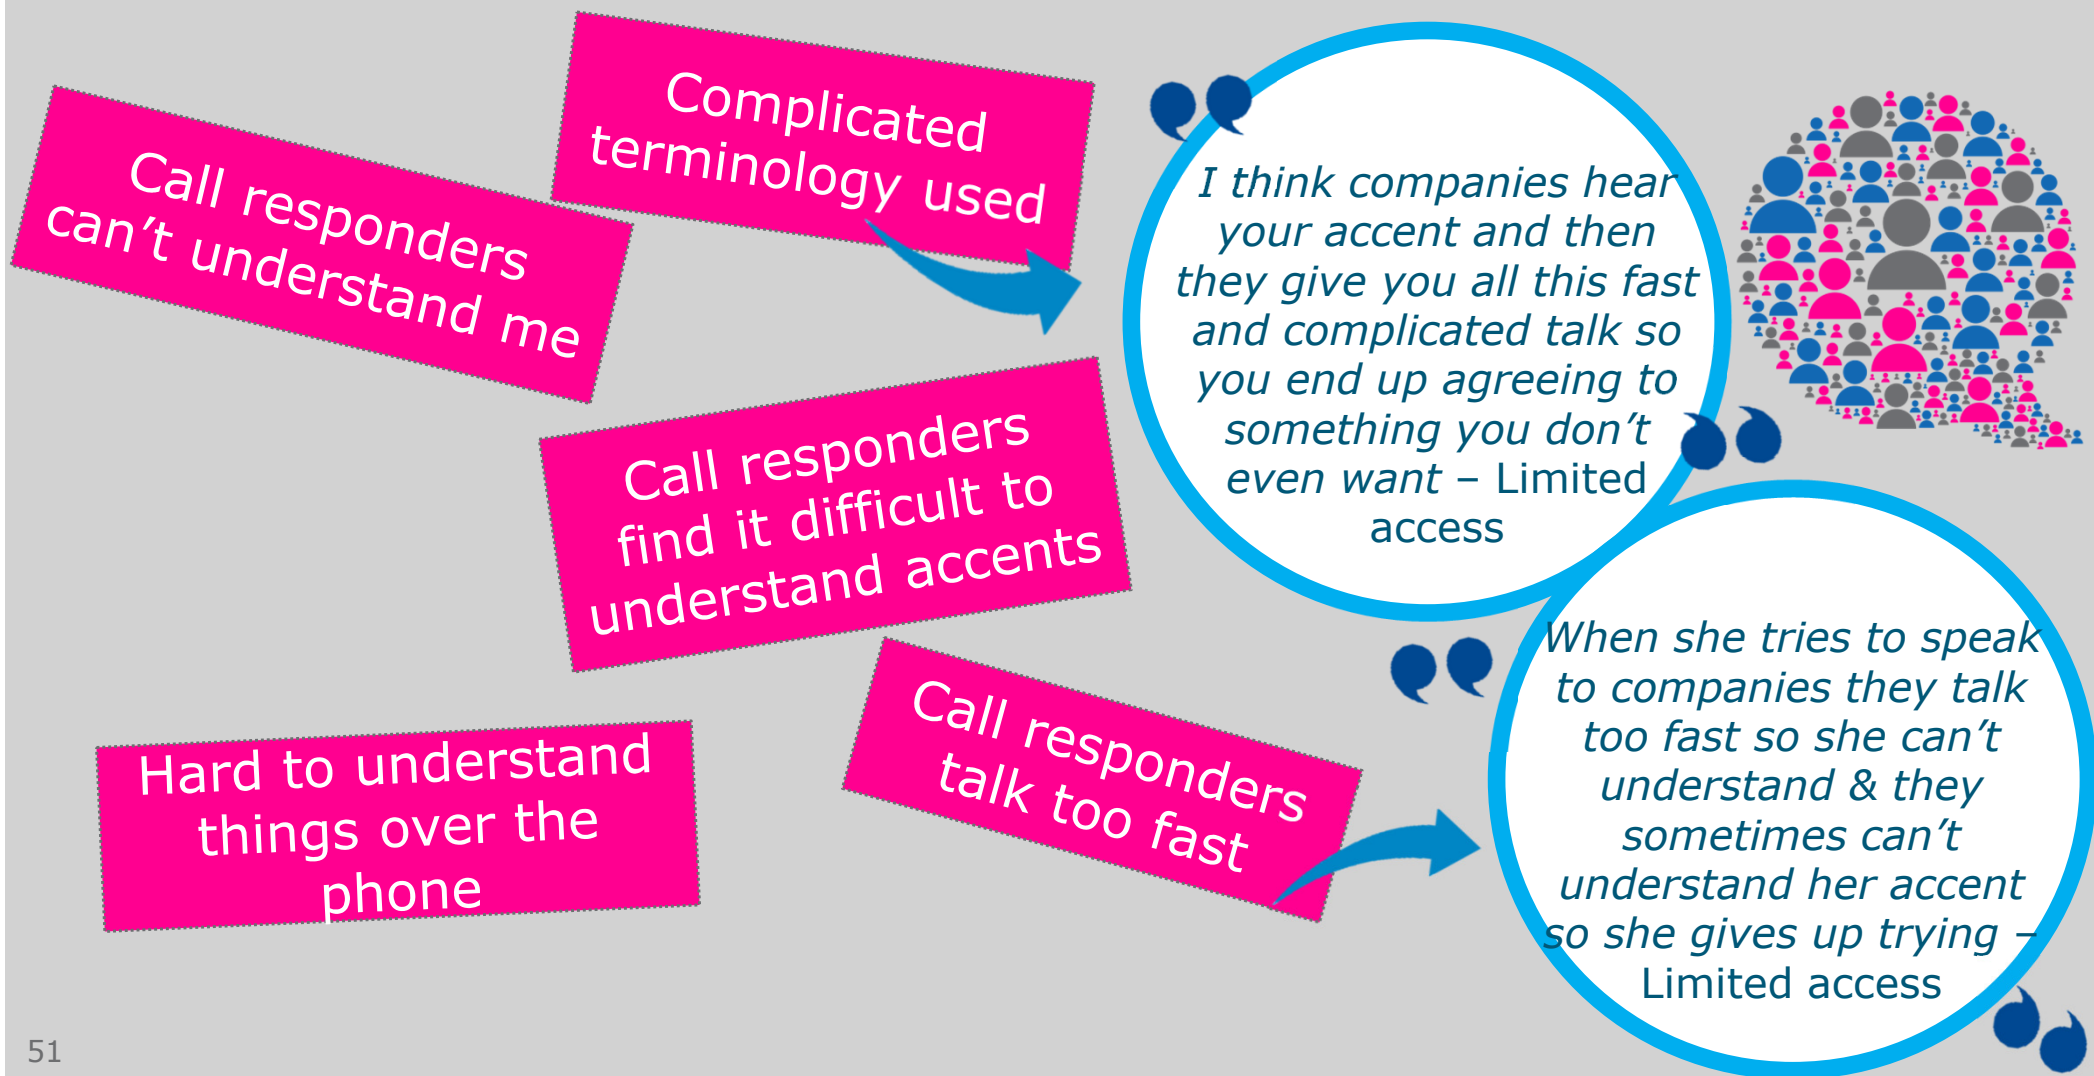 Complicated
terminology used
Call responders
can’t understand me
Call responders
find it difficult to
understand accents
Call responders
talk too fast
Hard to understand
things over the
phone
I think companies hear
your accent and then
they give you all this fast
and complicated talk so
you end up agreeing to
something you don’t
even want – Limited
access
When she tries to speak
to companies they talk
too fast so she can’t
understand & they
sometimes can’t
understand her accent
so she gives up trying –
Limited access
51